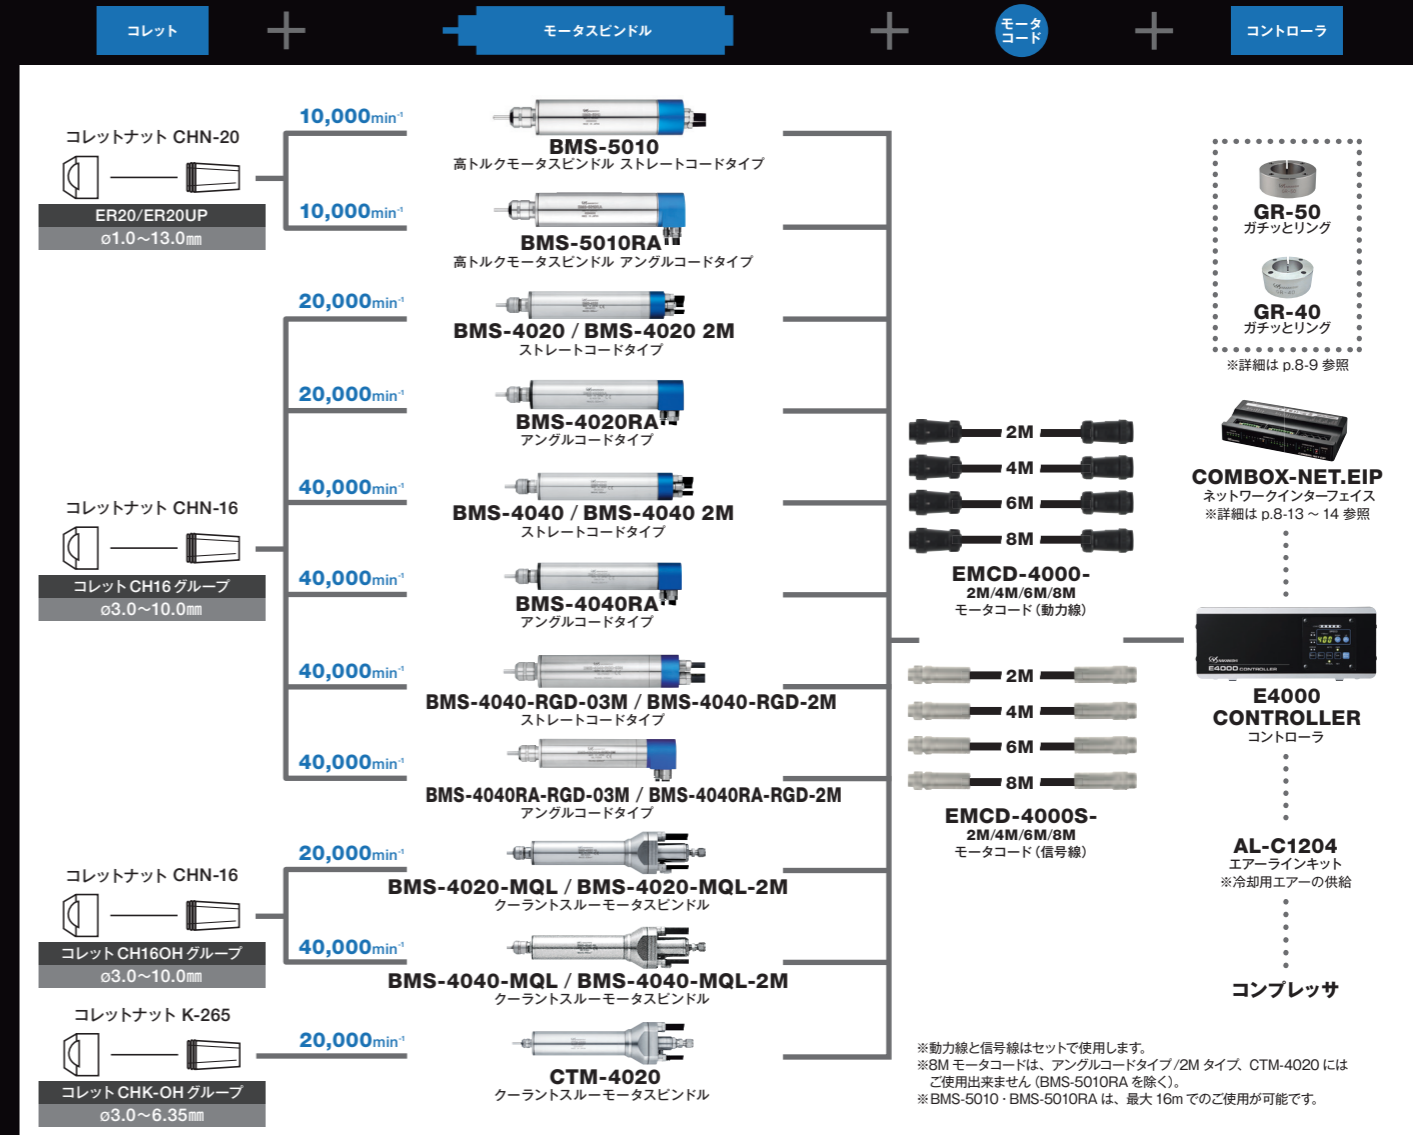 コレット
モータスピンドル
モータ
コード
コントローラ
コレットナット CHN-20
ER20/ER20UP
ø1.0〜13.0㎜
10,000min⁻¹
BMS-5010
高トルクモータスピンドル ストレートコードタイプ
10,000min⁻¹
BMS-5010RA
高トルクモータスピンドル アングルコードタイプ
コレットナット CHN-16
コレット CH16 グループ
ø3.0〜10.0㎜
20,000min⁻¹
BMS-4020 / BMS-4020 2M
ストレートコードタイプ
20,000min⁻¹
BMS-4020RA
アングルコードタイプ
40,000min⁻¹
BMS-4040 / BMS-4040 2M
ストレートコードタイプ
40,000min⁻¹
BMS-4040RA
アングルコードタイプ
40,000min⁻¹
BMS-4040-RGD-03M / BMS-4040-RGD-2M
ストレートコードタイプ
40,000min⁻¹
BMS-4040RA-RGD-03M / BMS-4040RA-RGD-2M
アングルコードタイプ
コレットナット CHN-16
コレット CH16OH グループ
ø3.0〜10.0㎜
20,000min⁻¹
BMS-4020-MQL / BMS-4020-MQL-2M
クーラントスルーモータスピンドル
40,000min⁻¹
BMS-4040-MQL / BMS-4040-MQL-2M
クーラントスルーモータスピンドル
コレットナット K-265
コレット CHK-OH グループ
ø3.0〜6.35㎜
20,000min⁻¹
CTM-4020
クーラントスルーモータスピンドル
2M
4M
6M
8M
EMCD-4000-
2M/4M/6M/8M
モータコード（動力線）
2M
4M
6M
8M
EMCD-4000S-
2M/4M/6M/8M
モータコード（信号線）
GR-50
ガチッとリング
GR-40
ガチッとリング
※詳細は p.8-9 参照
COMBOX-NET.EIP
ネットワークインターフェイス
※詳細は p.8-13 〜 14 参照
E4000 CONTROLLER
E4000
CONTROLLER
コントローラ
AL-C1204
エアーラインキット
※冷却用エアーの供給
コンプレッサ
※動力線と信号線はセットで使用します。
※8M モータコードは、アングルコードタイプ /2M タイプ、CTM-4020 には
ご使用出来ません（BMS-5010RA を除く）。
※BMS-5010・BMS-5010RA は、最大 16m でのご使用が可能です。